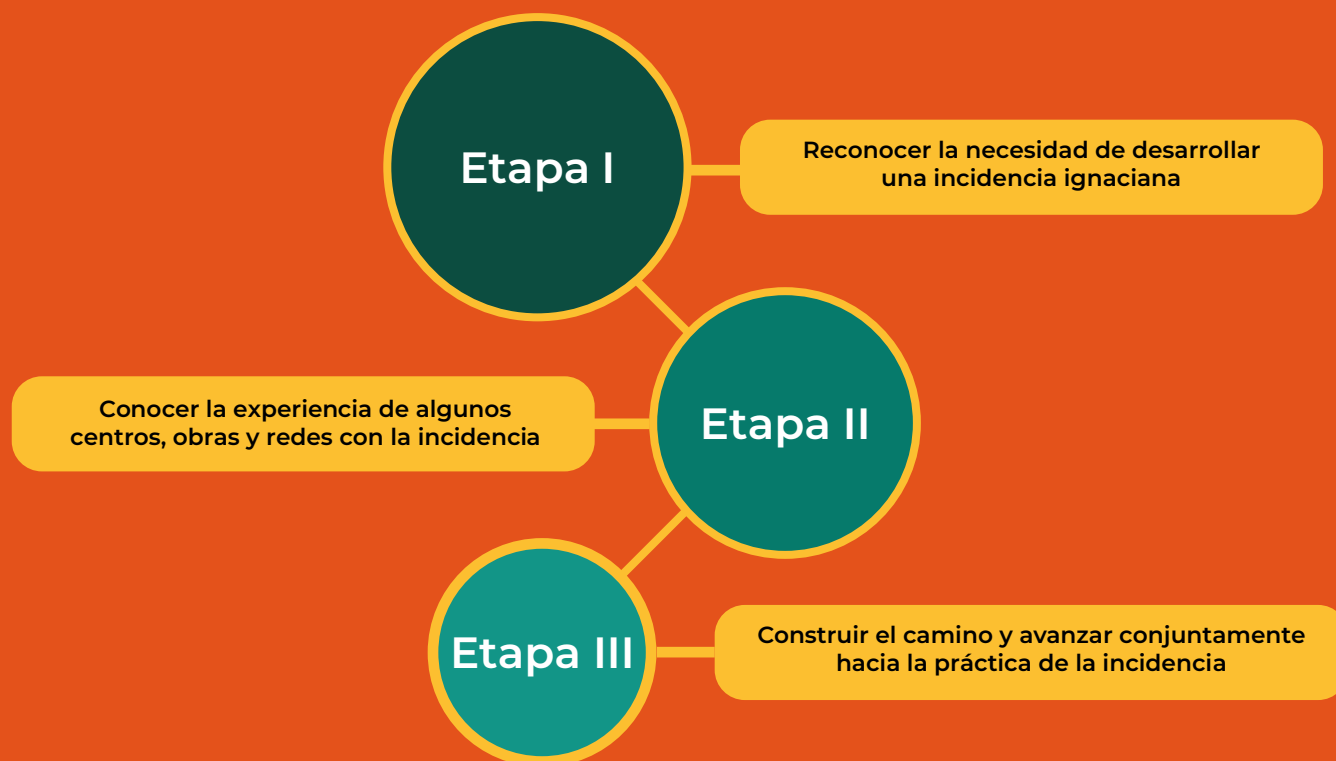 Etapa I
Reconocer la necesidad de desarrollar
una incidencia ignaciana
Etapa II
Conocer la experiencia de algunos
centros, obras y redes con la incidencia
Etapa III
Construir el camino y avanzar conjuntamente
hacia la práctica de la incidencia